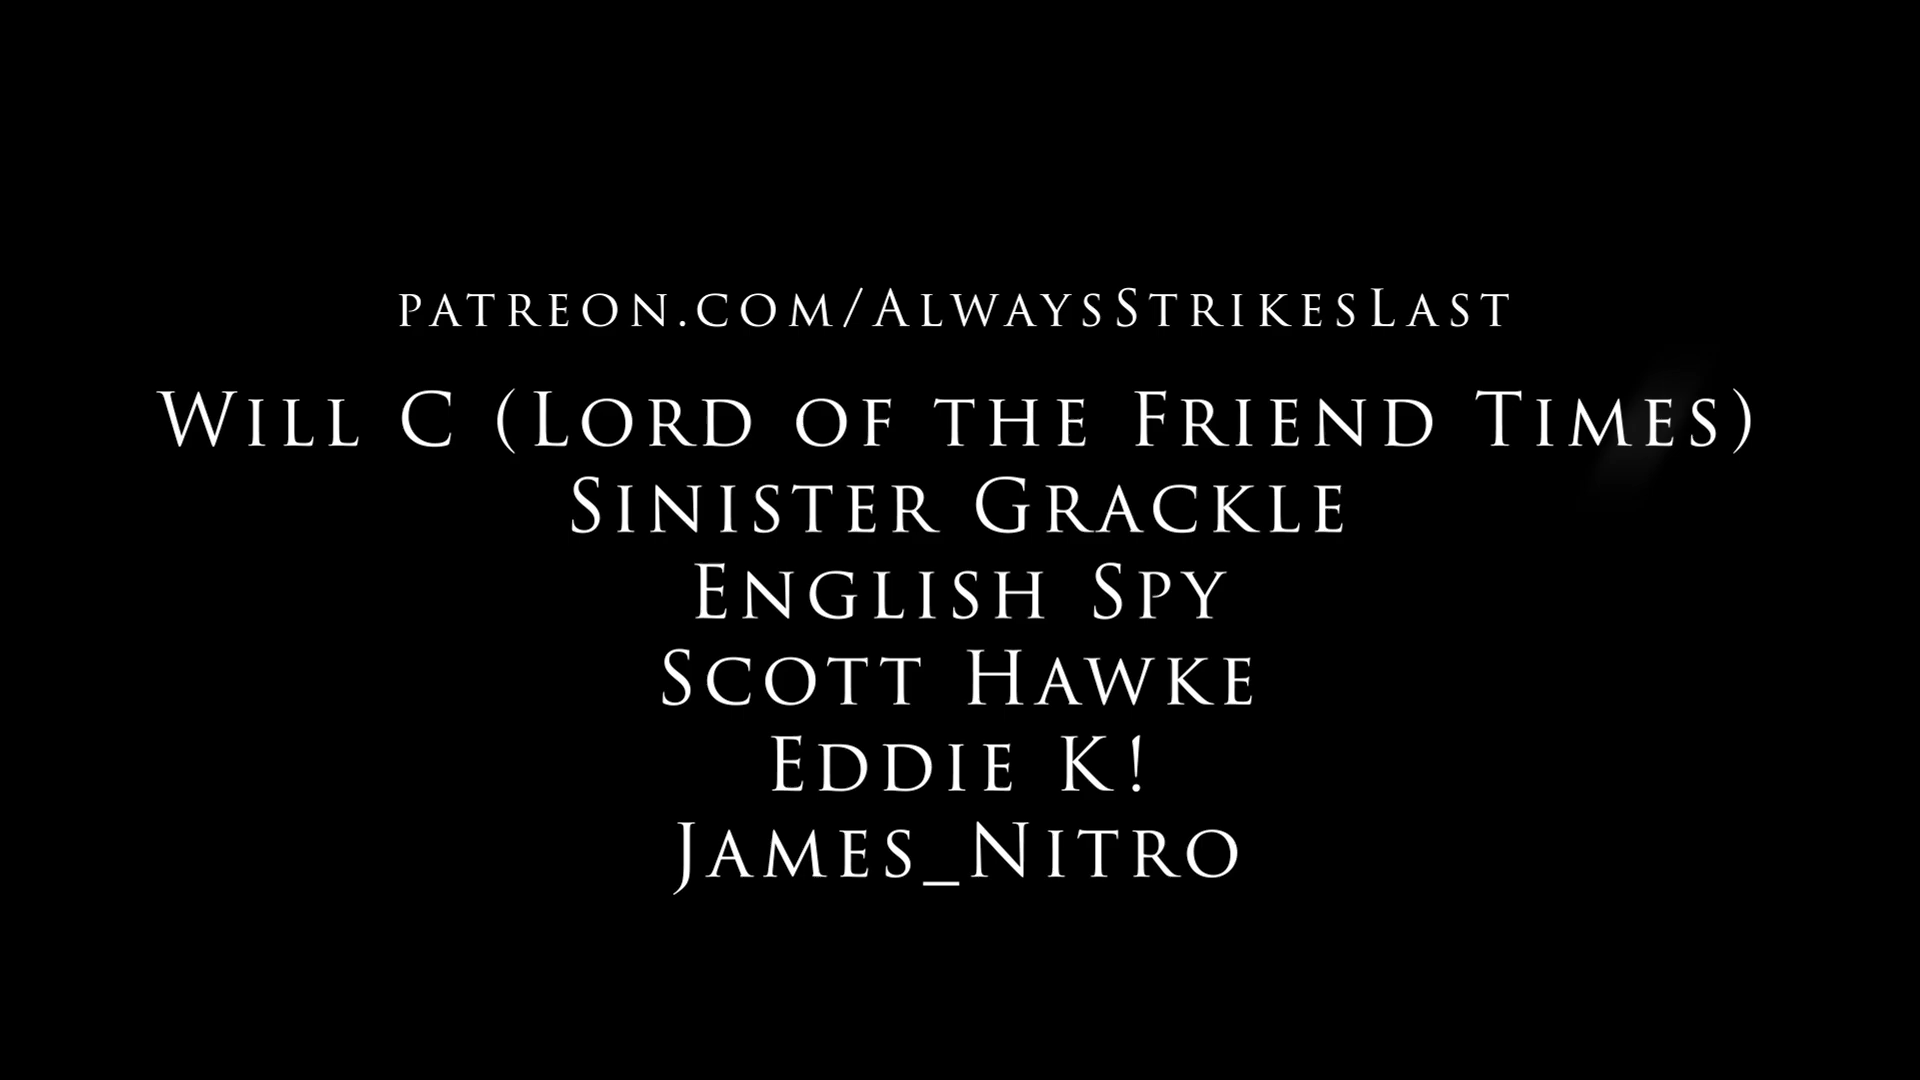 patreon.com/AlwaysStrikesLast
Will C (Lord of the Friend Times)
Sinister Grackle
English Spy
Scott Hawke
Eddie K!
James_Nitro